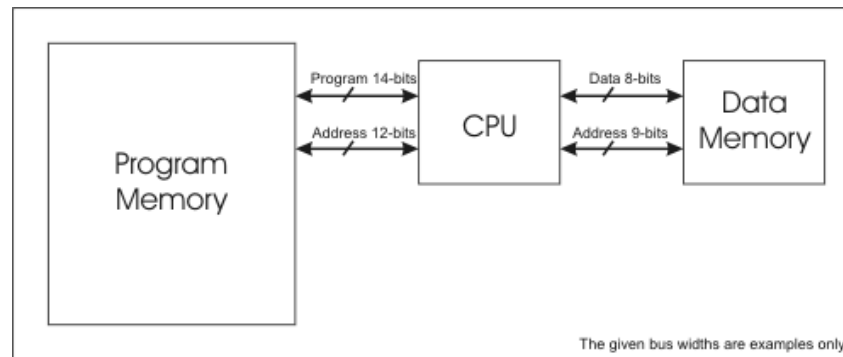 Program 14-bits
Data 8-bits
Address 12-bits
Address 9-bits
Program
Memory
CPU
Data
Memory
The given bus widths are examples only